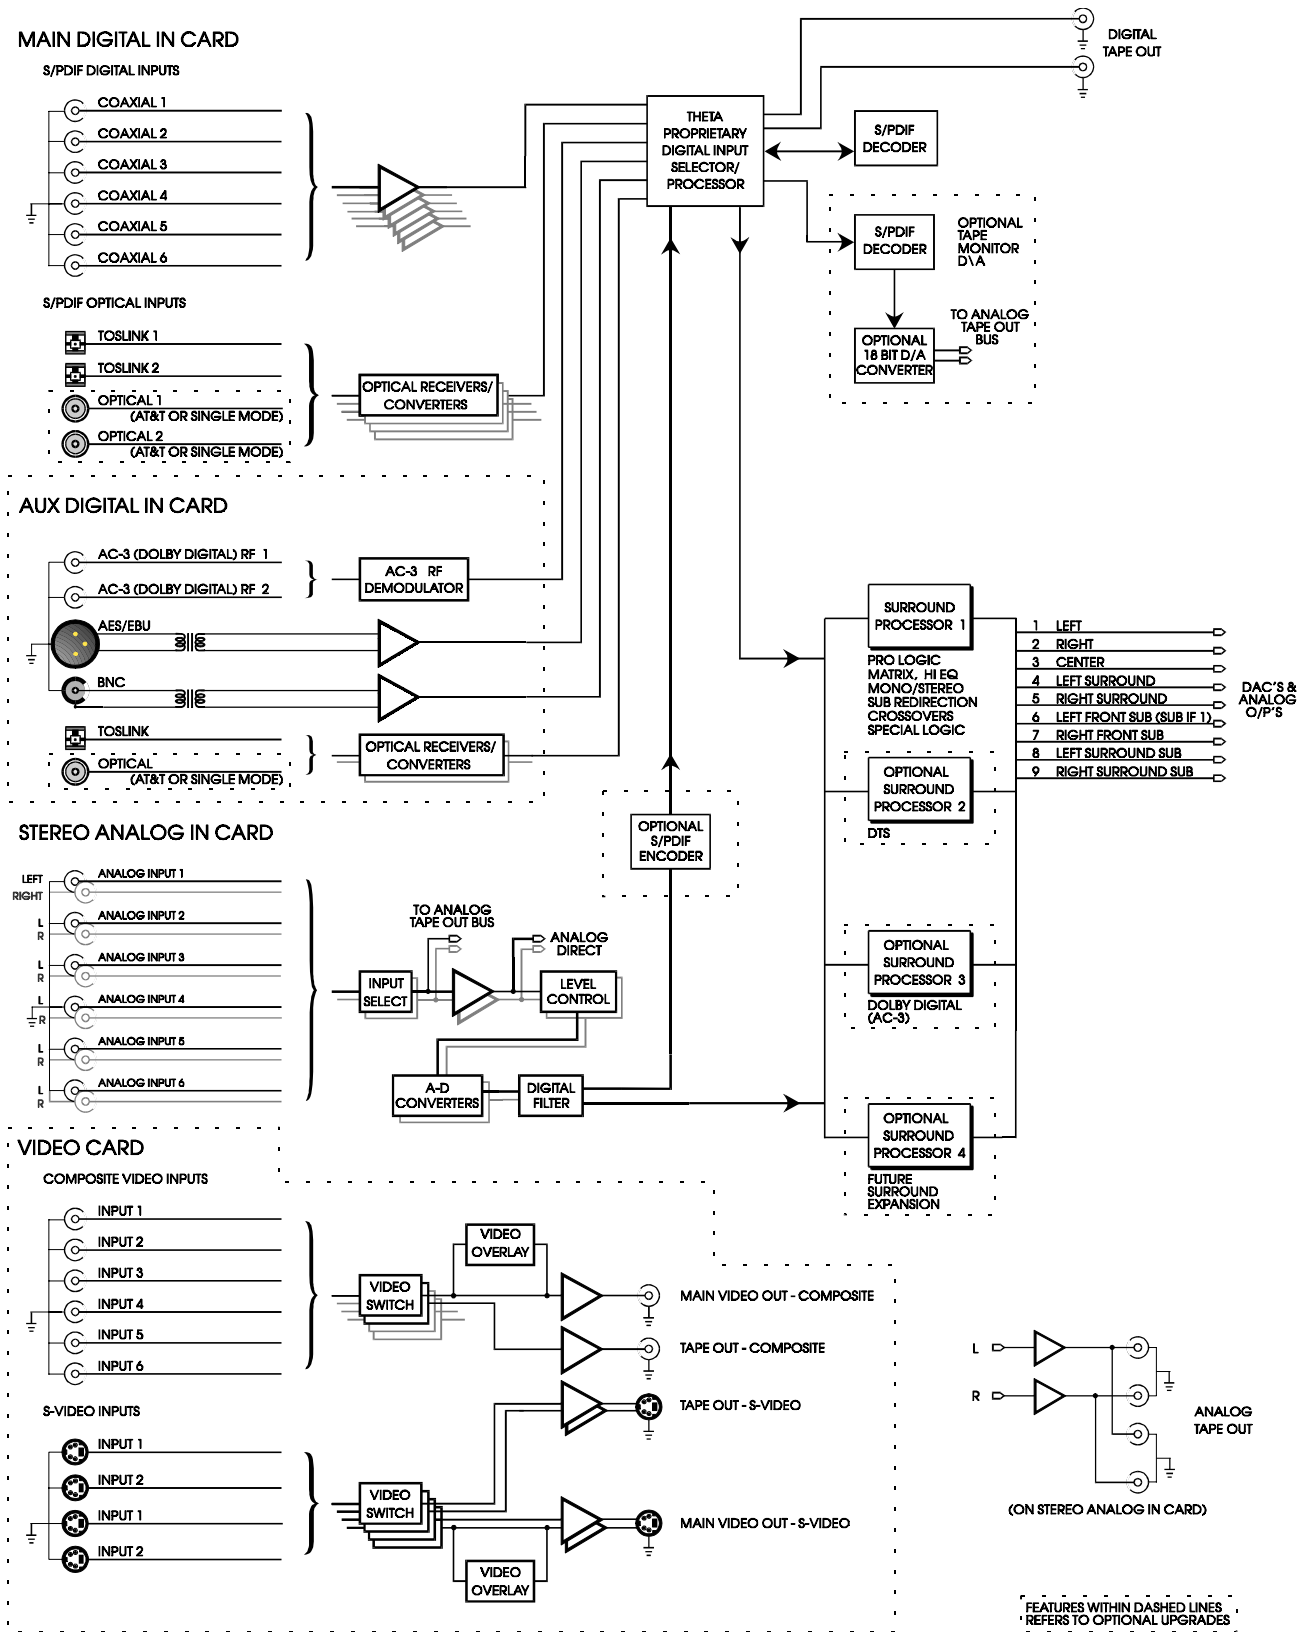 MAIN DIGITAL IN CARD
S/PDIF DIGITAL INPUTS
COAXIAL 1
COAXIAL 2
COAXIAL 3
COAXIAL 4
COAXIAL 5
COAXIAL 6
S/PDIF OPTICAL INPUTS
TOSLINK 1
TOSLINK 2
OPTICAL 1
(AT&T OR SINGLE MODE)
OPTICAL 2
(AT&T OR SINGLE MODE)
OPTICAL RECEIVERS/
CONVERTERS
THETA
PROPRIETARY
DIGITAL INPUT
SELECTOR/
PROCESSOR
DIGITAL
TAPE OUT
S/PDIF
DECODER
S/PDIF
DECODER
OPTIONAL
TAPE
MONITOR
D\A
OPTIONAL
18 BIT D/A
CONVERTER
TO ANALOG
TAPE OUT
BUS
AUX DIGITAL IN CARD
AC-3 (DOLBY DIGITAL) RF 1
AC-3 (DOLBY DIGITAL) RF 2
AC-3 RF
DEMODULATOR
AES/EBU
BNC
TOSLINK
OPTICAL
(AT&T OR SINGLE MODE)
OPTICAL RECEIVERS/
CONVERTERS
SURROUND
PROCESSOR 1
PRO LOGIC
MATRIX, HI EQ
MONO/STEREO
SUB REDIRECTION
CROSSOVERS
SPECIAL LOGIC
OPTIONAL
SURROUND
PROCESSOR 2
DTS
OPTIONAL
SURROUND
PROCESSOR 3
DOLBY DIGITAL
(AC-3)
OPTIONAL
SURROUND
PROCESSOR 4
FUTURE
SURROUND
EXPANSION
1 LEFT
2 RIGHT
3 CENTER
4 LEFT SURROUND
5 RIGHT SURROUND
6 LEFT FRONT SUB (SUB IF 1)
7 RIGHT FRONT SUB
8 LEFT SURROUND SUB
9 RIGHT SURROUND SUB
DAC'S &
ANALOG
O/P'S
STEREO ANALOG IN CARD
LEFT
RIGHT
ANALOG INPUT 1
L
R
ANALOG INPUT 2
L
R
ANALOG INPUT 3
L
R
ANALOG INPUT 4
L
R
ANALOG INPUT 5
L
R
ANALOG INPUT 6
TO ANALOG
TAPE OUT BUS
ANALOG
DIRECT
INPUT
SELECT
LEVEL
CONTROL
A-D
CONVERTERS
DIGITAL
FILTER
OPTIONAL
S/PDIF
ENCODER
VIDEO CARD
COMPOSITE VIDEO INPUTS
INPUT 1
INPUT 2
INPUT 3
INPUT 4
INPUT 5
INPUT 6
VIDEO
SWITCH
VIDEO
OVERLAY
MAIN VIDEO OUT - COMPOSITE
TAPE OUT - COMPOSITE
S-VIDEO INPUTS
INPUT 1
INPUT 2
INPUT 1
INPUT 2
VIDEO
SWITCH
VIDEO
OVERLAY
TAPE OUT - S-VIDEO
MAIN VIDEO OUT - S-VIDEO
L
R
ANALOG
TAPE OUT
(ON STEREO ANALOG IN CARD)
FEATURES WITHIN DASHED LINES
REFERS TO OPTIONAL UPGRADES